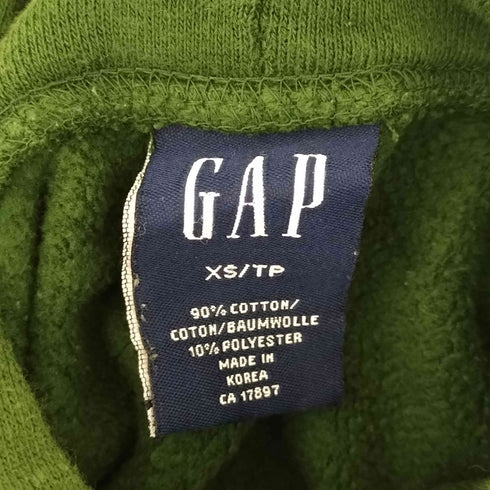 GAP
XS/TP
90% COTTON/
COTON/BAUMWOLLE
10% POLYESTER
MADE IN
KOREA
CA 17897